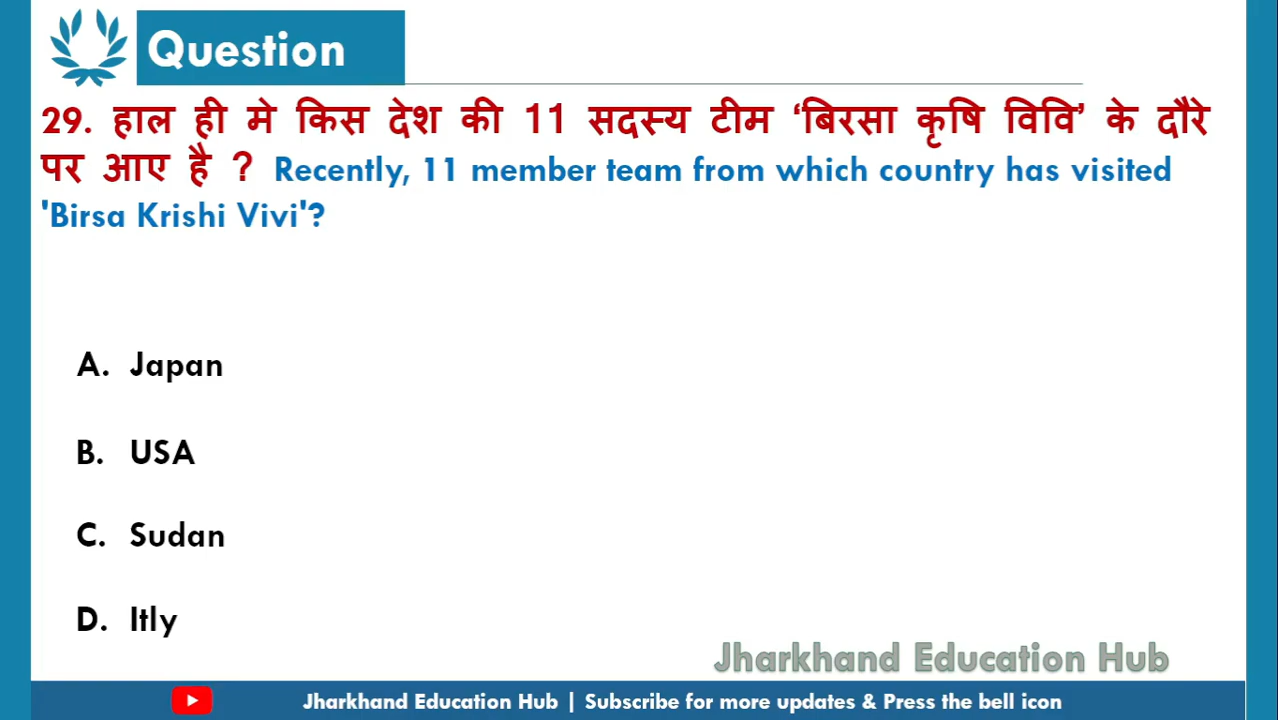 Question
29. हाल ही मे किस देश की 11 सदस्य टीम ‘बिरसा कृषि विवि’ के दौरे
पर आए है ? Recently, 11 member team from which country has visited
'Birsa Krishi Vivi'?
A. Japan
B. USA
C. Sudan
D. Itly
Jharkhand Education Hub
Jharkhand Education Hub | Subscribe for more updates & Press the bell icon